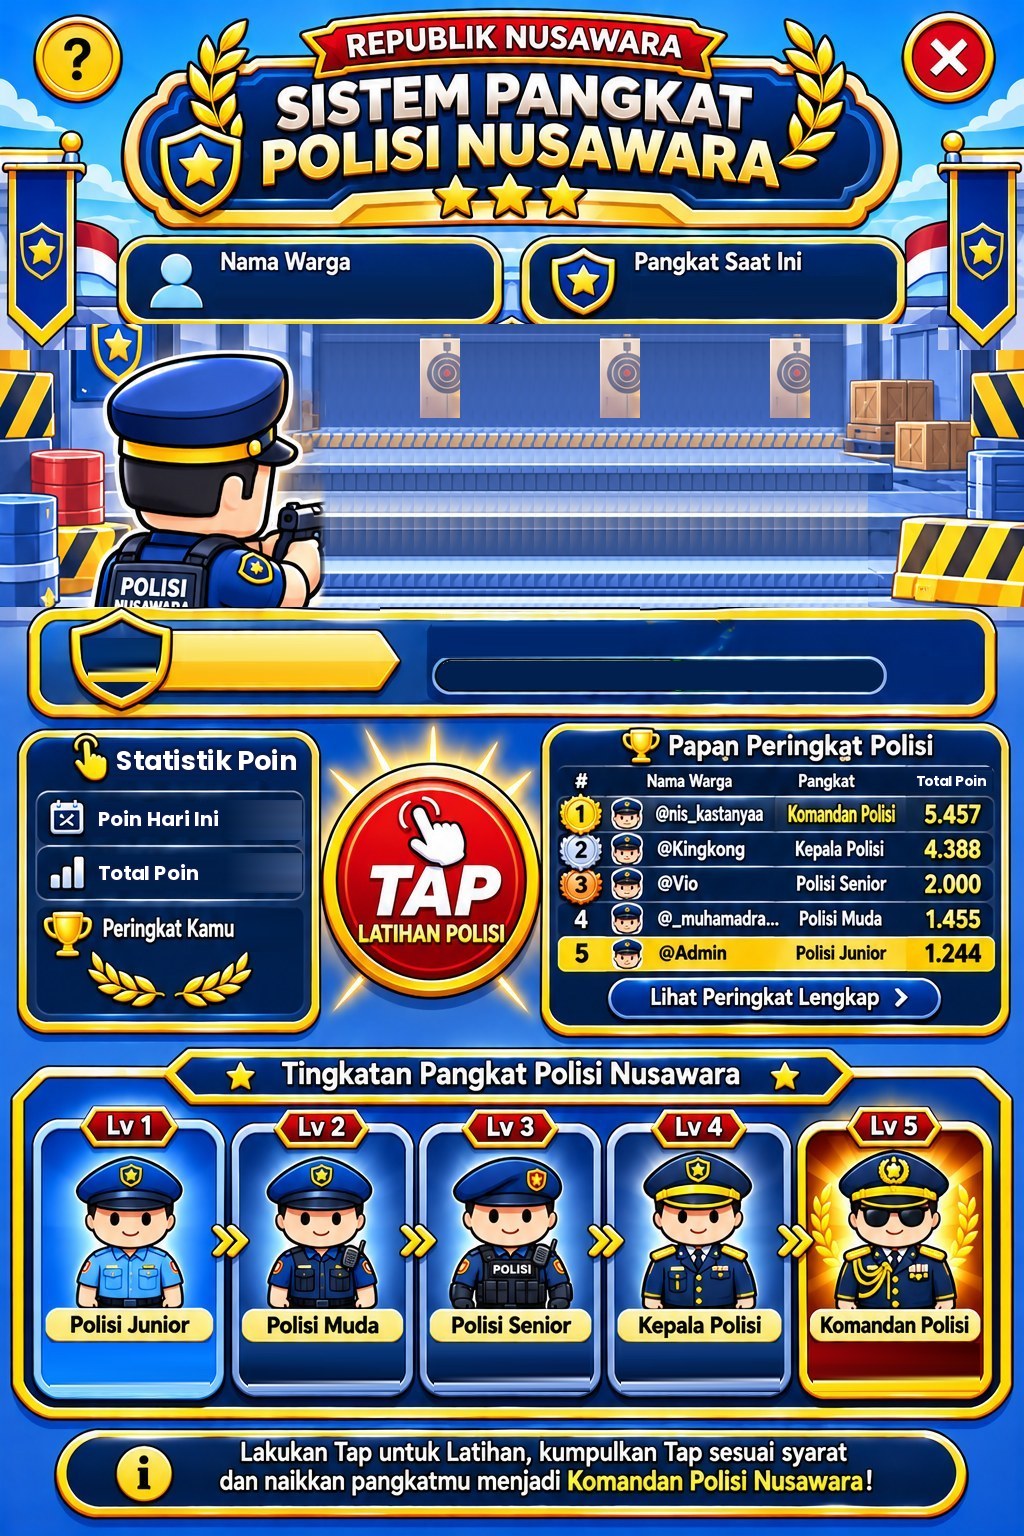 ?
REPUBLIK NUSAWARA
SISTEM PANGKAT
POLISI NUSAWARA
Nama Warga
Pangkat Saat Ini
POLISI
NUSAWARA
Statistik Poin
Poin Hari Ini
Total Poin
Peringkat Kamu
TAP
LATIHAN POLISI
Papan Peringkat Polisi
# Nama Warga Pangkat Total Poin
1 @nis_kastanyaa Komandan Polisi 5.457
2 @Kingkong Kepala Polisi 4.388
3 @Vio Polisi Senior 2.000
4 @_muhamadra... Polisi Muda 1.455
5 @Admin Polisi Junior 1.244
Lihat Peringkat Lengkap >
Tingkatan Pangkat Polisi Nusawara
Lv 1 Lv 2 Lv 3 Lv 4 Lv 5
POLISI
Polisi Junior Polisi Muda Polisi Senior Kepala Polisi Komandan Polisi
i
Lakukan Tap untuk Latihan, kumpulkan Tap sesuai syarat
dan naikkan pangkatmu menjadi Komandan Polisi Nusawara!